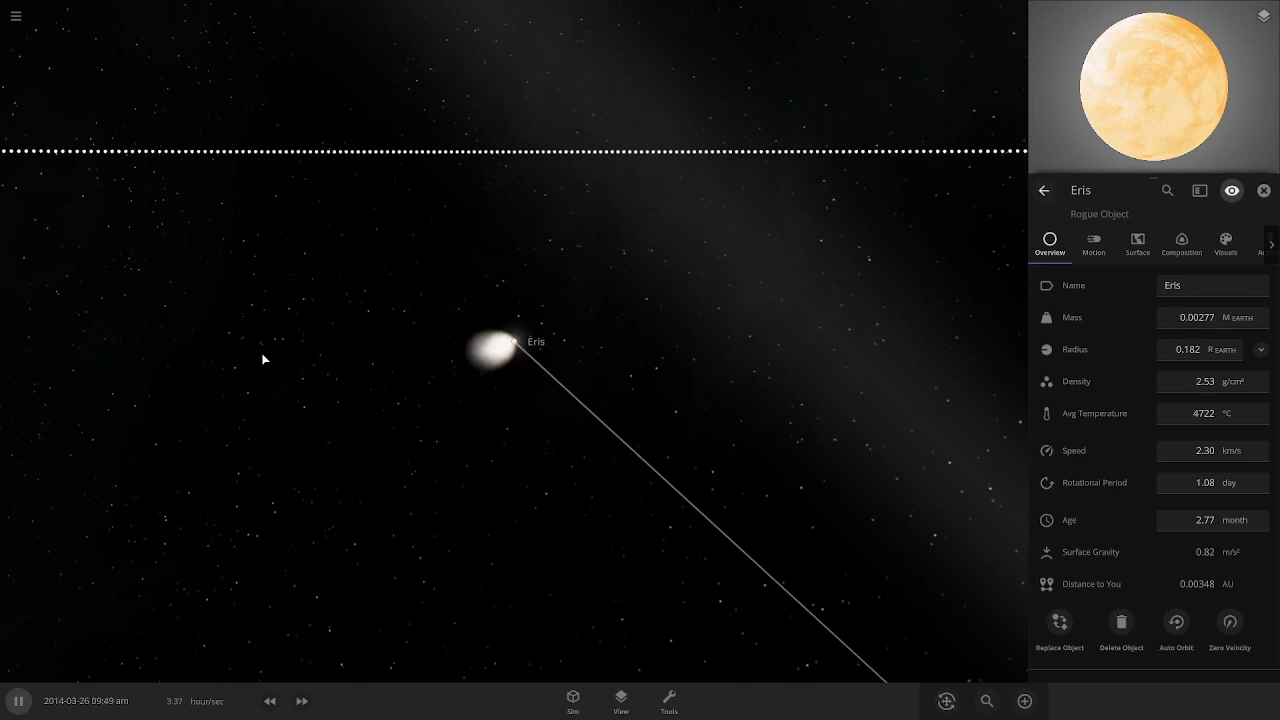 Eris
Eris
Rogue Object
Overview Motion Surface Composition Visuals
Name Eris
Mass 0.00277 M EARTH
Radius 0.182 R EARTH
Density 2.53 g/cm³
Avg Temperature 4722 °C
Speed 2.30 km/s
Rotational Period 1.08 day
Age 2.77 month
Surface Gravity 0.82 m/s²
Distance to You 0.00348 AU
Replace Object Delete Object Auto Orbit Zero Velocity
2014-03-26 09:49 am 3.37 hour/sec Sim View Tools